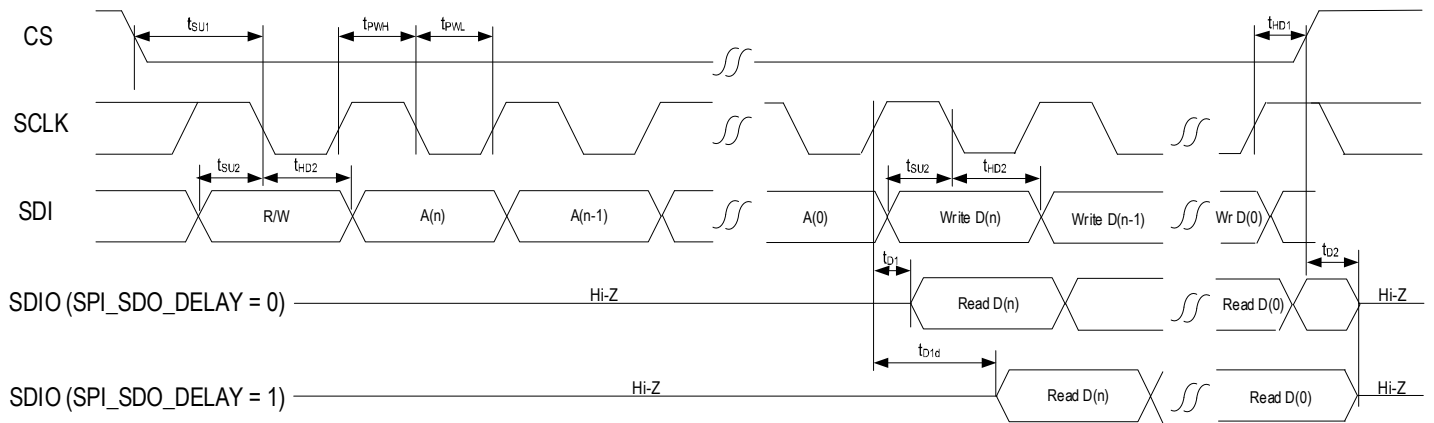 CS
tSU1
tPWH
tPWL
tHD1
SCLK
tSU2
tHD2
tSU2
tHD2
SDI
R/W
A(n)
A(n-1)
A(0)
Write D(n)
Write D(n-1)
Wr D(0)
tD1
tD2
SDIO (SPI_SDO_DELAY = 0)
Hi-Z
Read D(n)
Read D(0)
Hi-Z
tD1d
SDIO (SPI_SDO_DELAY = 1)
Hi-Z
Read D(n)
Read D(0)
Hi-Z